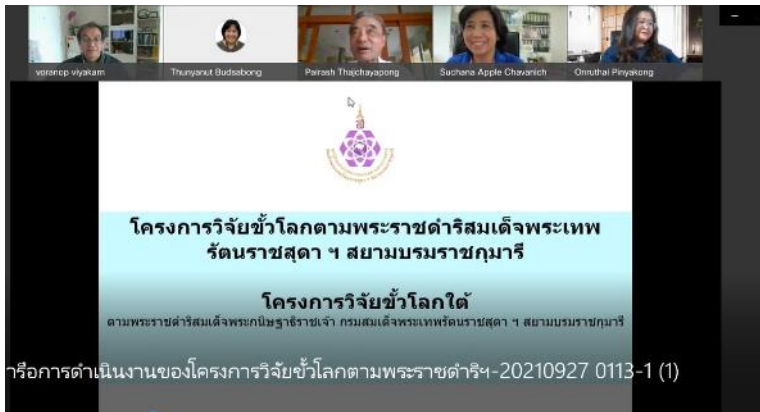 voranop viyakarn
Thunyanut Budsabong
Pairash Thajchayapong
Suchana Apple Chavanich
Onruthai Pinyakong
โครงการวิจัยขั้วโลกตามพระราชดำริสมเด็จพระเทพ
รัตนราชสุดา ฯ สยามบรมราชกุมารี
โครงการวิจัยขั้วโลกใต้
ตามพระราชดำริสมเด็จพระกนิษฐาธิราชเจ้า กรมสมเด็จพระเทพรัตนราชสุดา ฯ สยามบรมราชกุมารี
ารือการดำเนินงานของโครงการวิจัยขั้วโลกตามพระราชดำริฯ-20210927 0113-1 (1)